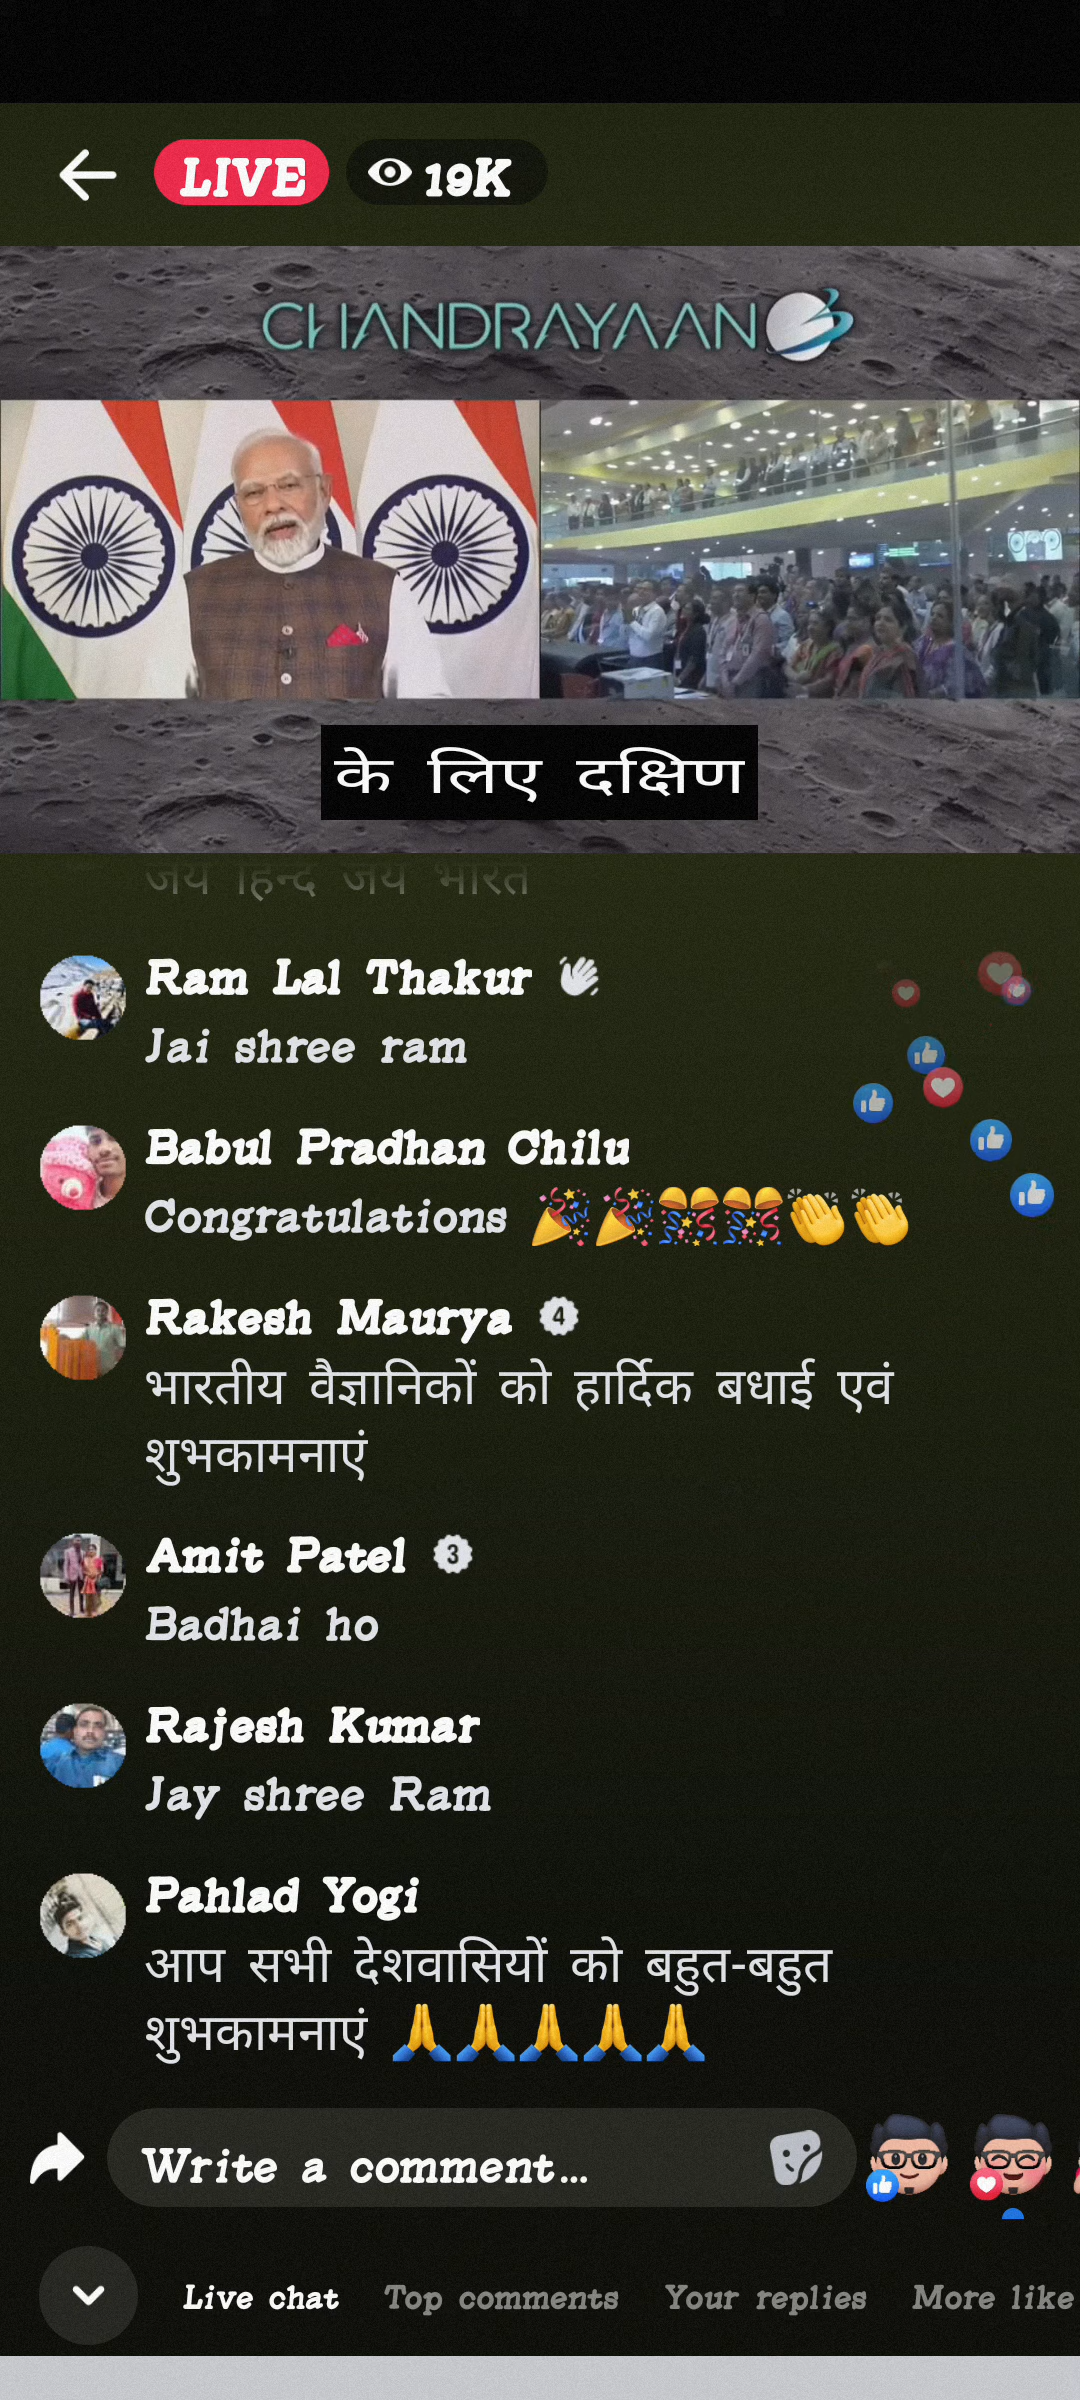 LIVE 19K
CHANDRAYAAN
के लिए दक्षिण
जय हिन्द जय भारत
Ram Lal Thakur
Jai shree ram
Babul Pradhan Chilu
Congratulations 🎉🎉🎊🎊👏👏
Rakesh Maurya 4
भारतीय वैज्ञानिकों को हार्दिक बधाई एवं
शुभकामनाएं
Amit Patel 3
Badhai ho
Rajesh Kumar
Jay shree Ram
Pahlad Yogi
आप सभी देशवासियों को बहुत-बहुत
शुभकामनाएं 🙏🙏🙏🙏🙏
Write a comment...
Live chat Top comments Your replies More like